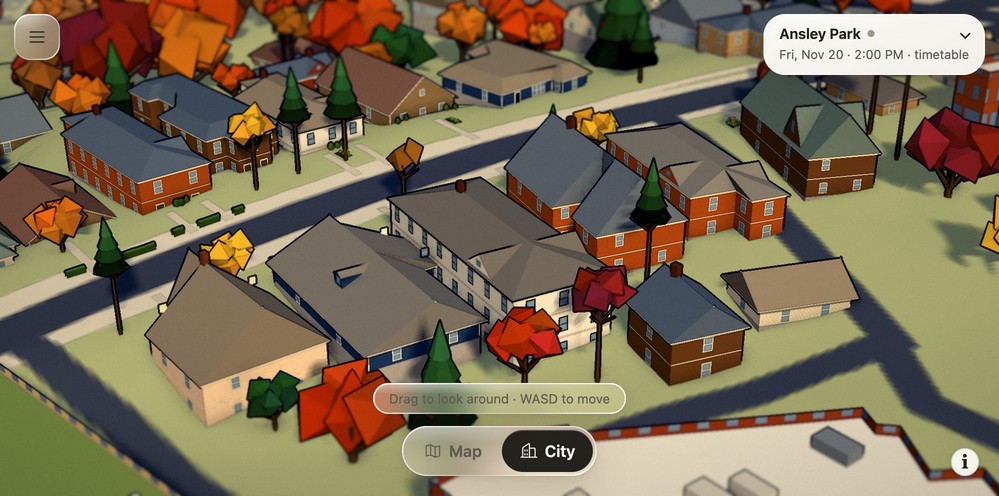 Ansley Park
Fri, Nov 20 · 2:00 PM · timetable
Drag to look around · WASD to move
Map
City
i